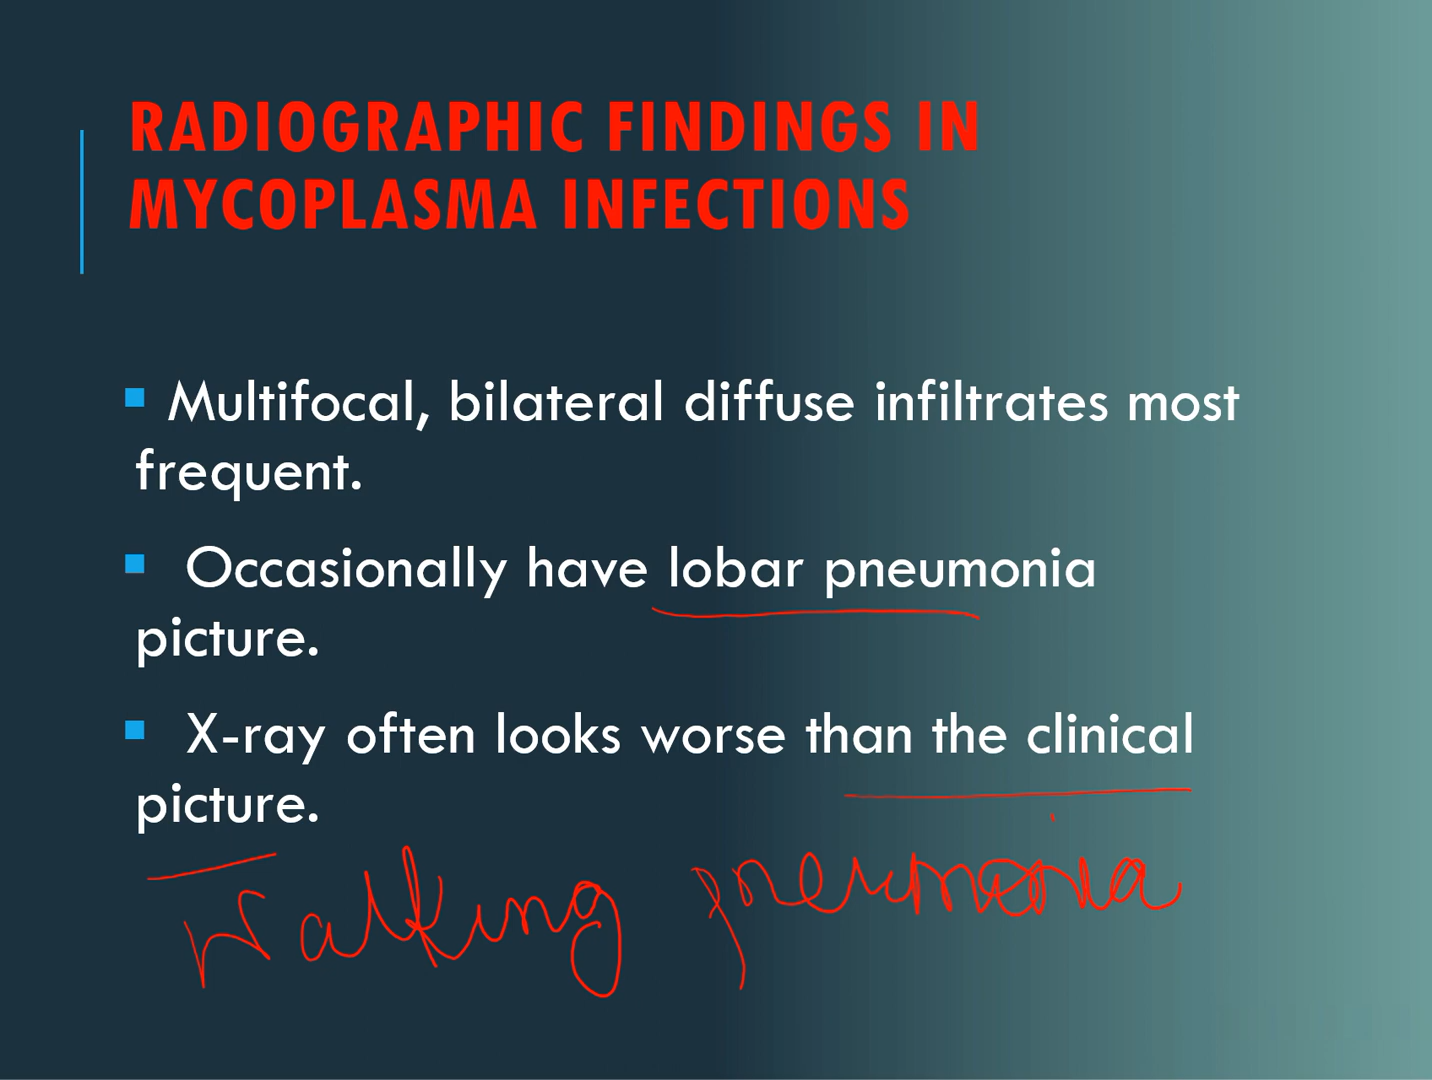 RADIOGRAPHIC FINDINGS IN
MYCOPLASMA INFECTIONS
▪ Multifocal, bilateral diffuse infiltrates most
frequent.
▪ Occasionally have lobar pneumonia
picture.
▪ X-ray often looks worse than the clinical
picture.
Walking pneumonia